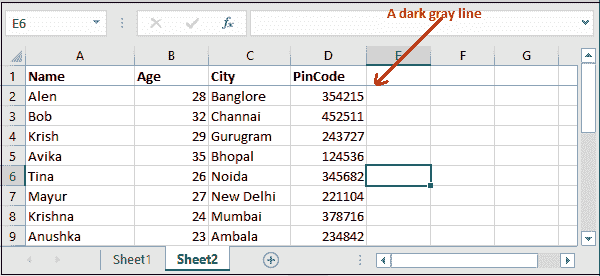 A dark gray line
E6 fx
A B C D E F G
1 Name Age City PinCode
2 Alen 28 Banglore 354215
3 Bob 32 Channai 452511
4 Krish 29 Gurugram 243727
5 Avika 35 Bhopal 124536
6 Tina 26 Noida 345682
7 Mayur 27 New Delhi 221104
8 Krishna 24 Mumbai 378716
9 Anushka 23 Ambala 234842
Sheet1 Sheet2